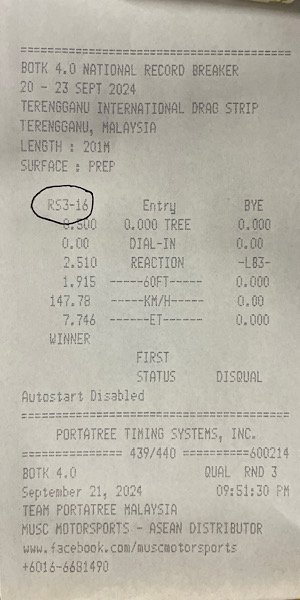 ==============================
BOTK 4.0 NATIONAL RECORD BREAKER
20 - 23 SEPT 2024
TERENGGANU INTERNATIONAL DRAG STRIP
TERENGGANU, MALAYSIA
LENGTH : 201M
SURFACE : PREP
==============================
RS3-16 Entry BYE
0.500 0.000 TREE 0.000
0.00 DIAL-IN 0.00
2.510 REACTION -LB3-
1.915 -----60FT----- 0.000
147.78 -----KM/H----- 0.00
7.746 ------ET------ 0.000
WINNER
FIRST
STATUS DISQUAL
Autostart Disabled
==============================
PORTATREE TIMING SYSTEMS, INC.
============== 439/440 ==========600214
BOTK 4.0 QUAL RND 3
September 21, 2024 09:51:30 PM
TEAM PORTATREE MALAYSIA
MUSC MOTORSPORTS - ASEAN DISTRIBUTOR
www.facebook.com/muscmotorsports
+6016-6681490